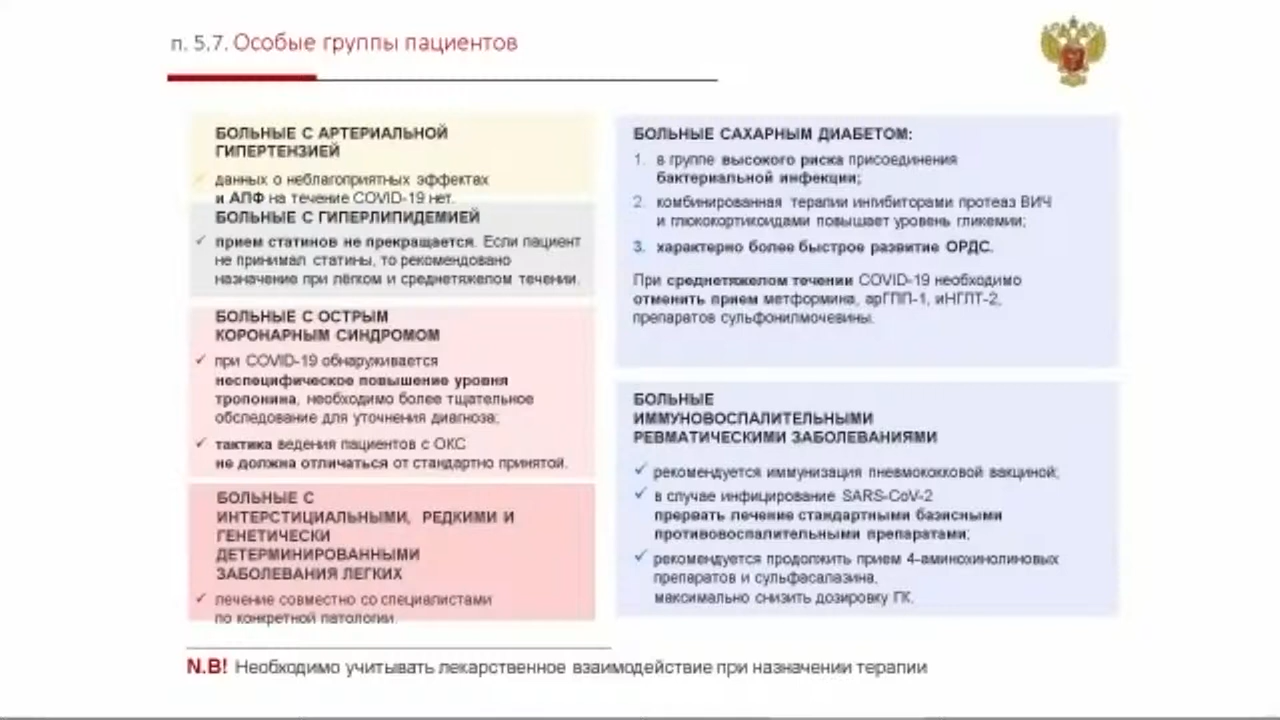 п. 5.7. Особые группы пациентов
БОЛЬНЫЕ С АРТЕРИАЛЬНОЙ
ГИПЕРТЕНЗИЕЙ
✓ данных о неблагоприятных эффектах
и АПФ на течение COVID-19 нет.
БОЛЬНЫЕ С ГИПЕРЛИПИДЕМИЕЙ
✓ прием статинов не прекращается. Если пациент
не принимал статины, то рекомендовано
назначение при лёгком и среднетяжелом течении.
БОЛЬНЫЕ С ОСТРЫМ
КОРОНАРНЫМ СИНДРОМОМ
✓ при COVID-19 обнаруживается
неспецифическое повышение уровня
тропонина, необходимо более тщательное
обследование для уточнения диагноза;
✓ тактика ведения пациентов с ОКС
не должна отличаться от стандартно принятой.
БОЛЬНЫЕ С
ИНТЕРСТИЦИАЛЬНЫМИ, РЕДКИМИ И
ГЕНЕТИЧЕСКИ
ДЕТЕРМИНИРОВАННЫМИ
ЗАБОЛЕВАНИЯ ЛЕГКИХ
✓ лечение совместно со специалистами
по конкретной патологии.
БОЛЬНЫЕ САХАРНЫМ ДИАБЕТОМ:
1. в группе высокого риска присоединения
бактериальной инфекции;
2. комбинированная терапии ингибиторами протеаз ВИЧ
и глюкокортикоидами повышает уровень гликемии;
3. характерно более быстрое развитие ОРДС.
При среднетяжелом течении COVID-19 необходимо
отменить прием метформина, арГПП-1, иНГЛТ-2,
препаратов сульфонилмочевины.
БОЛЬНЫЕ
ИММУНОВОСПАЛИТЕЛЬНЫМИ
РЕВМАТИЧЕСКИМИ ЗАБОЛЕВАНИЯМИ
✓ рекомендуется иммунизация пневмококковой вакциной;
✓ в случае инфицирование SARS-CoV-2
прервать лечение стандартными базисными
противовоспалительными препаратами;
✓ рекомендуется продолжить прием 4-аминохинолиновых
препаратов и сульфасалазина,
максимально снизить дозировку ГК.
N.B! Необходимо учитывать лекарственное взаимодействие при назначении терапии